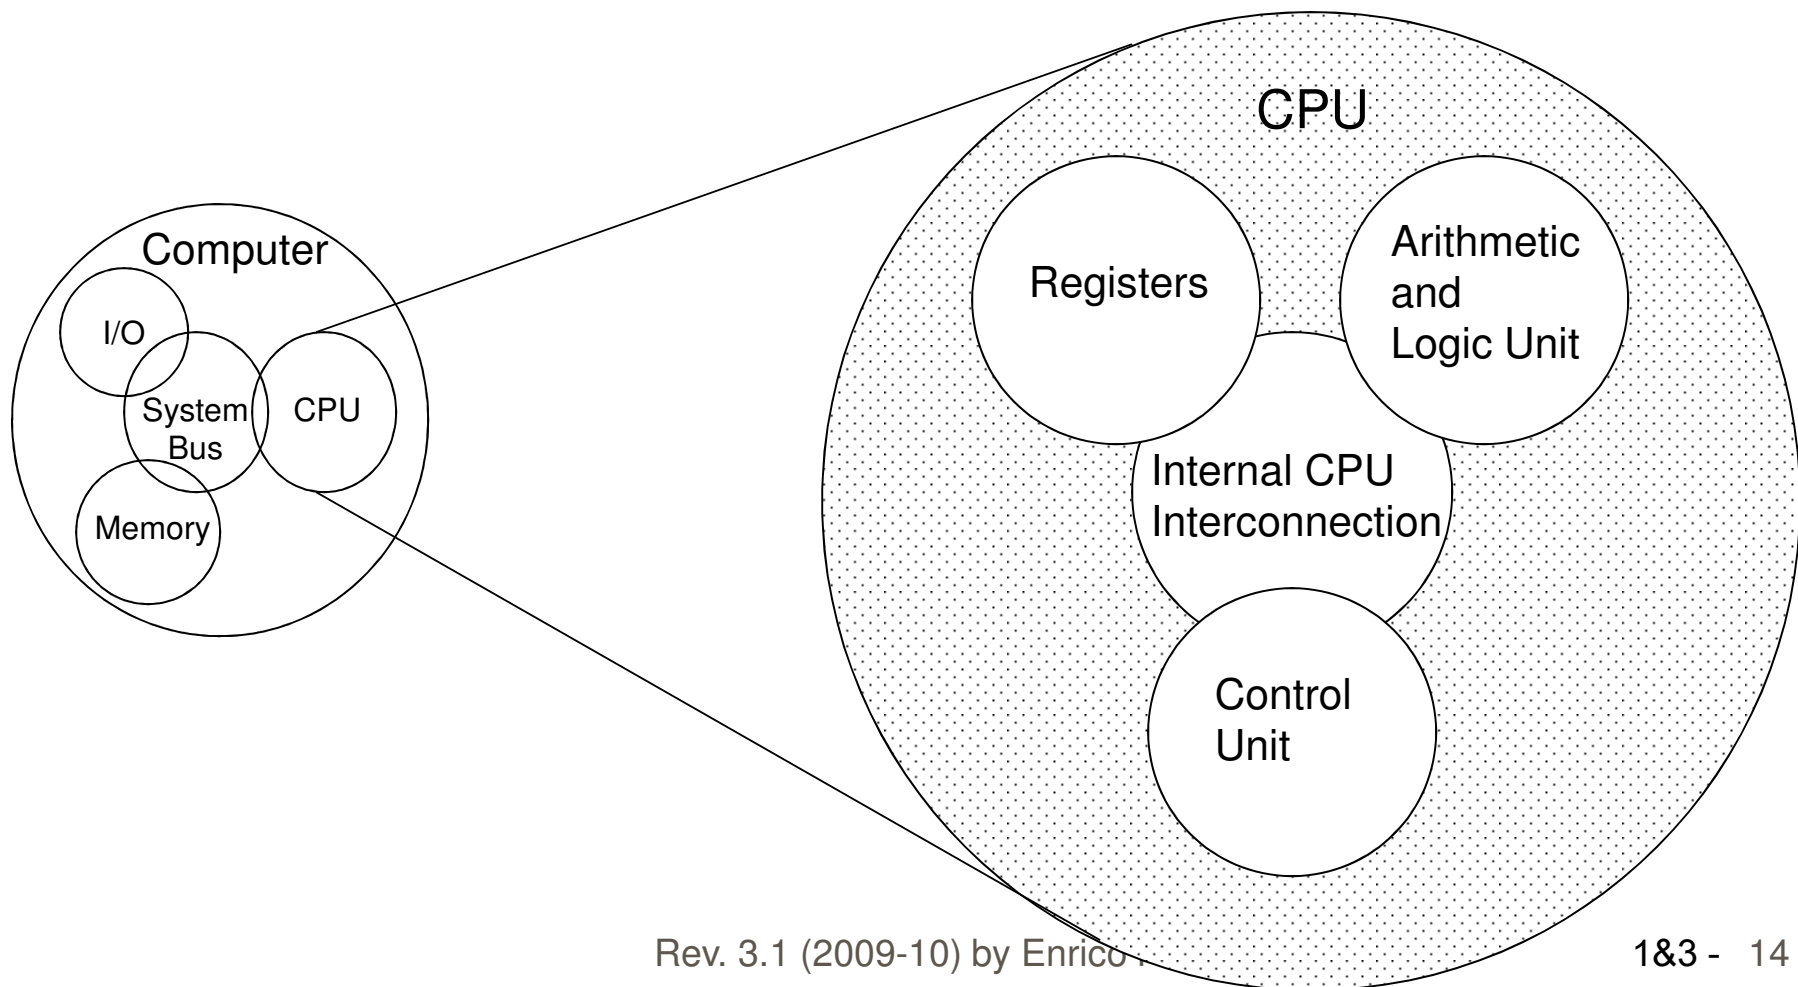 Computer
I/O
System
Bus
CPU
Memory
CPU
Registers
Arithmetic
and
Logic Unit
Internal CPU
Interconnection
Control
Unit
Rev. 3.1 (2009-10) by Enrico
1&3 - 14